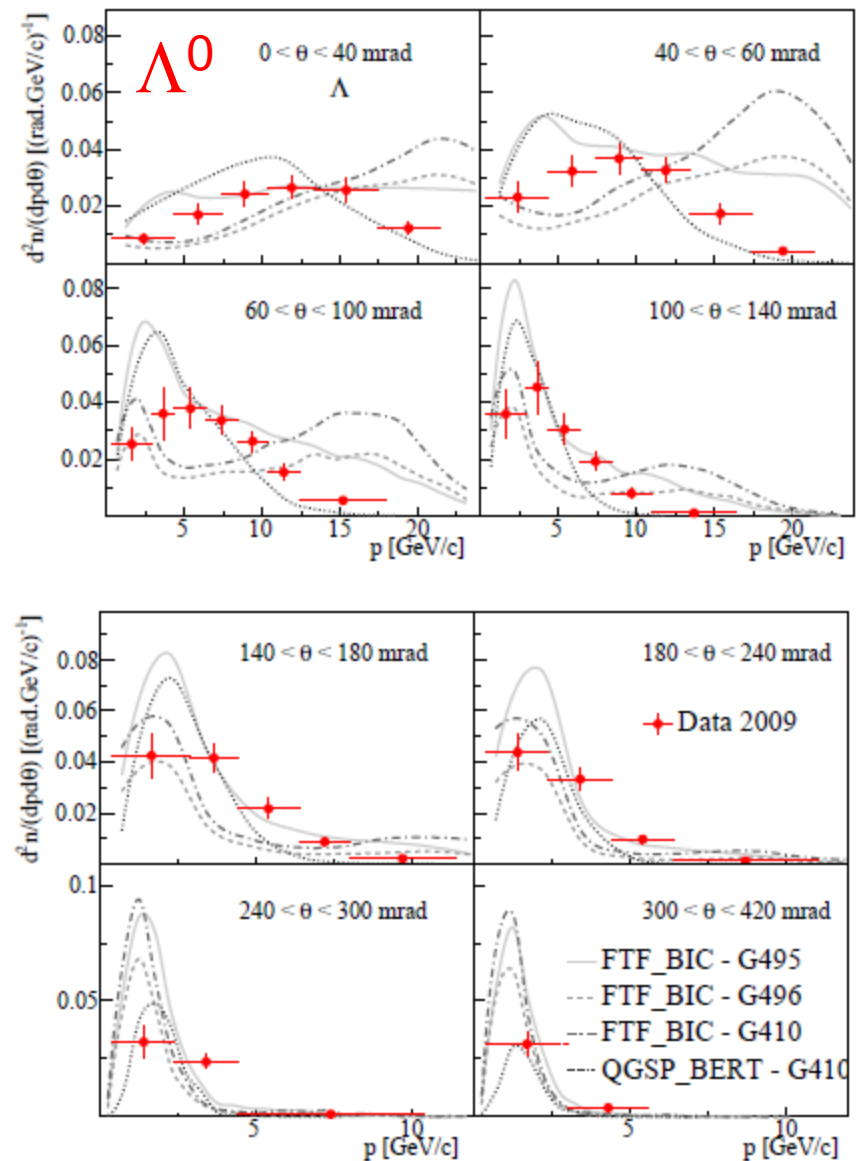 Λ⁰
0 < θ < 40 mrad
Λ
40 < θ < 60 mrad
d²n/(dpdθ) [(rad.GeV/c)⁻¹]
0.08
0.06
0.04
0.02
60 < θ < 100 mrad
100 < θ < 140 mrad
0.08
0.06
0.04
0.02
5 10 15 20
5 10 15 20
p [GeV/c]
p [GeV/c]
d²n/(dpdθ) [(rad.GeV/c)⁻¹]
140 < θ < 180 mrad
180 < θ < 240 mrad
0.08
0.06
0.04
0.02
Data 2009
0.1
240 < θ < 300 mrad
300 < θ < 420 mrad
0.05
FTF_BIC - G495
FTF_BIC - G496
FTF_BIC - G410
QGSP_BERT - G410
5 10
5 10
p [GeV/c]
p [GeV/c]